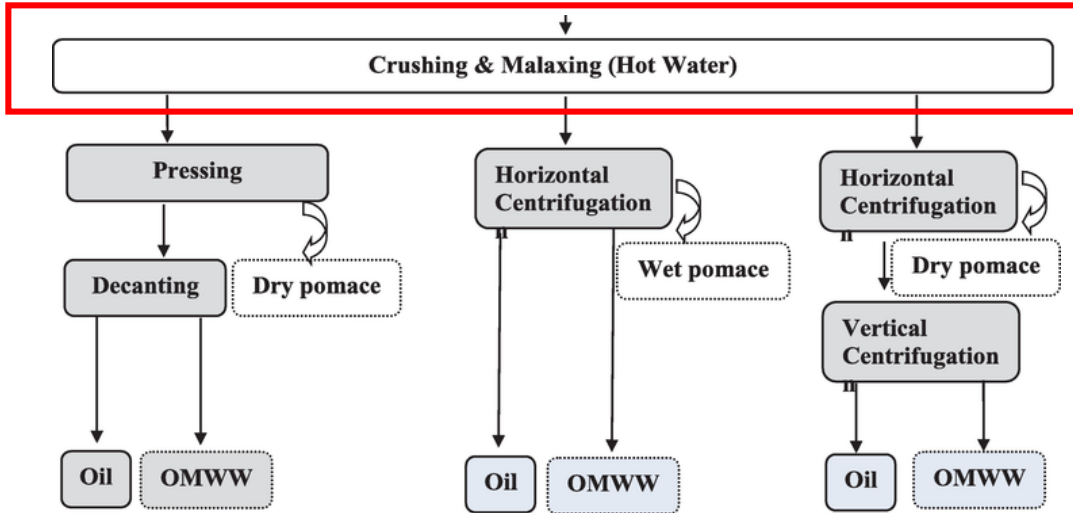 Crushing & Malaxing (Hot Water)
Pressing
Horizontal
Centrifugation
n
Horizontal
Centrifugation
n
Dry pomace
Wet pomace
Dry pomace
Decanting
Vertical
Centrifugation
n
Oil
OMWW
Oil
OMWW
Oil
OMWW